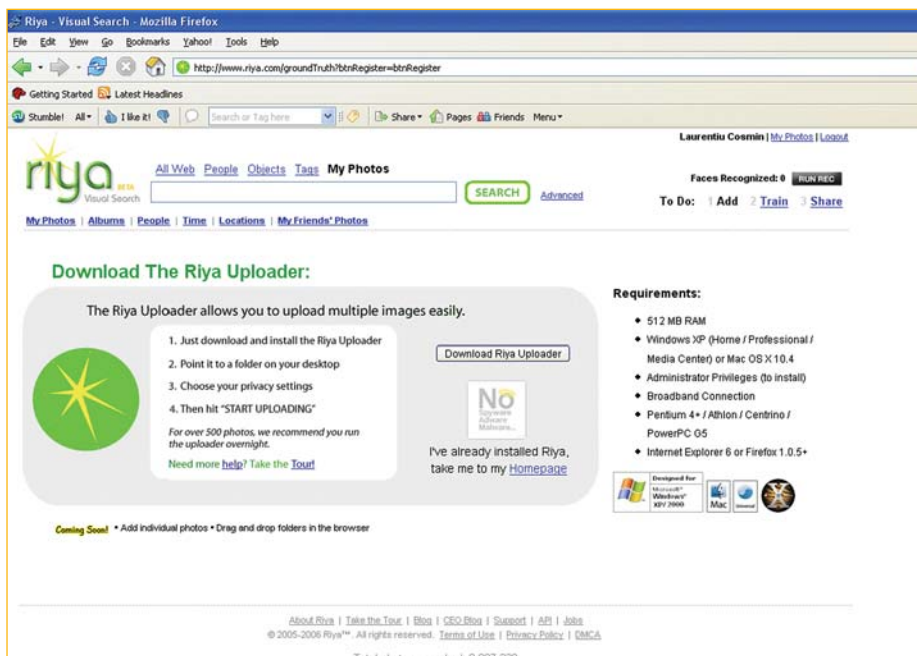 Riya - Visual Search - Mozilla Firefox
File Edit View Go Bookmarks Yahoo! Tools Help
http://www.riya.com/groundTruth?btnRegister=btnRegister
Getting Started Latest Headlines
Stumble! All I like it! Search or Tag here Share Pages Friends Menu
Laurentiu Cosmin | My Photos | Logout
riya BETA
Visual Search
All Web People Objects Tags My Photos
SEARCH Advanced
Faces Recognized: 0 RUN REC
To Do: 1 Add 2 Train 3 Share
My Photos | Albums | People | Time | Locations | My Friends' Photos
Download The Riya Uploader:
The Riya Uploader allows you to upload multiple images easily.
1. Just download and install the Riya Uploader
2. Point it to a folder on your desktop
3. Choose your privacy settings
4. Then hit "START UPLOADING"
For over 500 photos, we recommend you run
the uploader overnight.
Need more help? Take the Tour!
Download Riya Uploader
No
Spyware
Adware
Malware...
I've already installed Riya,
take me to my Homepage
Requirements:
512 MB RAM
Windows XP (Home / Professional /
Media Center) or Mac OS X 10.4
Administrator Privileges (to install)
Broadband Connection
Pentium 4+ / Athlon / Centrino /
PowerPC G5
Internet Explorer 6 or Firefox 1.0.5+
Designed for
Microsoft
Windows
XP/ 2000
Mac
Universal
Coming Soon! • Add individual photos • Drag and drop folders in the browser
About Riya | Take the Tour | Blog | CEO Blog | Support | API | Jobs
© 2005-2006 Riya™. All rights reserved. Terms of Use | Privacy Policy | DMCA